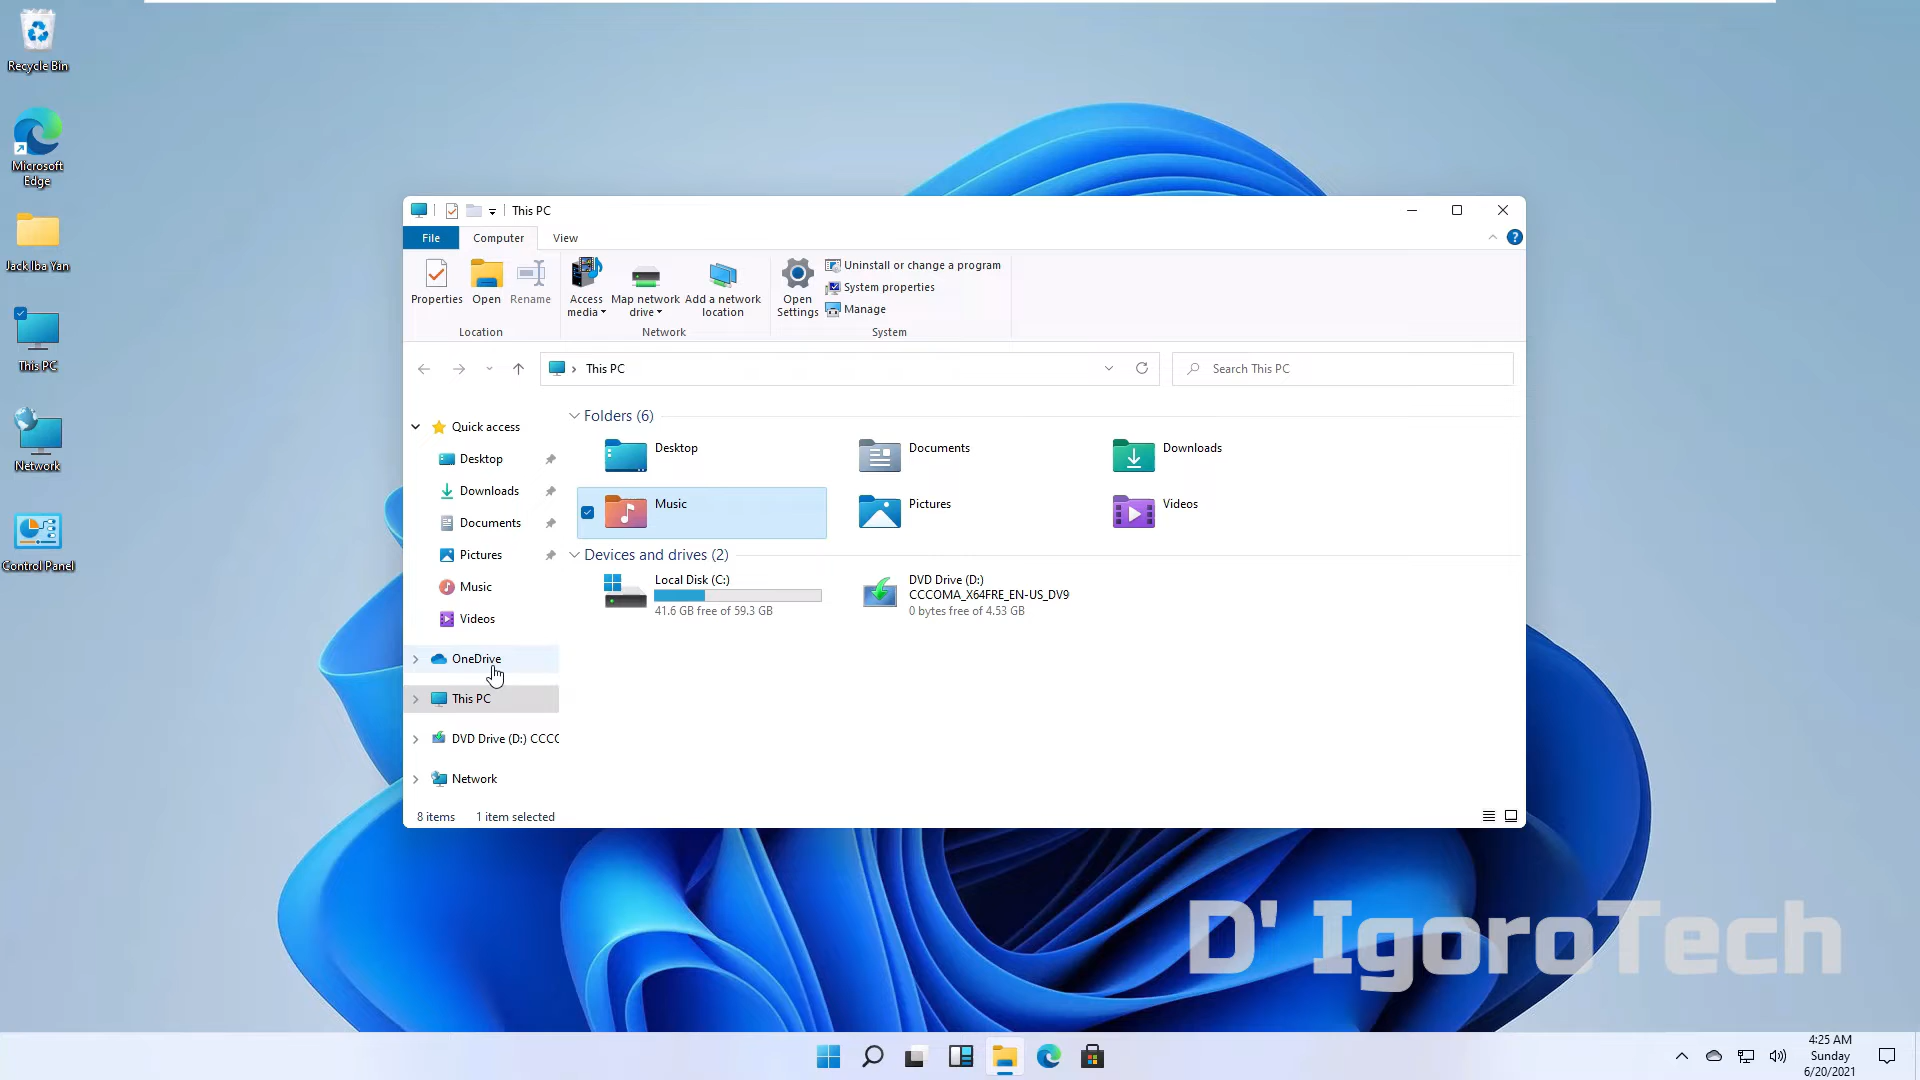 Recycle Bin
Microsoft
Edge
Jack Iba Yan
This PC
Network
Control Panel
This PC
File
Computer
View
?
Properties
Open
Rename
Location
Access
media
Map network
drive
Add a network
location
Network
Open
Settings
Uninstall or change a program
System properties
Manage
System
This PC
Search This PC
Quick access
Desktop
Downloads
Documents
Pictures
Music
Videos
OneDrive
This PC
DVD Drive (D:) CCCO
Network
Folders (6)
Desktop
Documents
Downloads
Music
Pictures
Videos
Devices and drives (2)
Local Disk (C:)
41.6 GB free of 59.3 GB
DVD Drive (D:)
CCCOMA_X64FRE_EN-US_DV9
0 bytes free of 4.53 GB
8 items
1 item selected
D' IgoroTech
4:25 AM
Sunday
6/20/2021